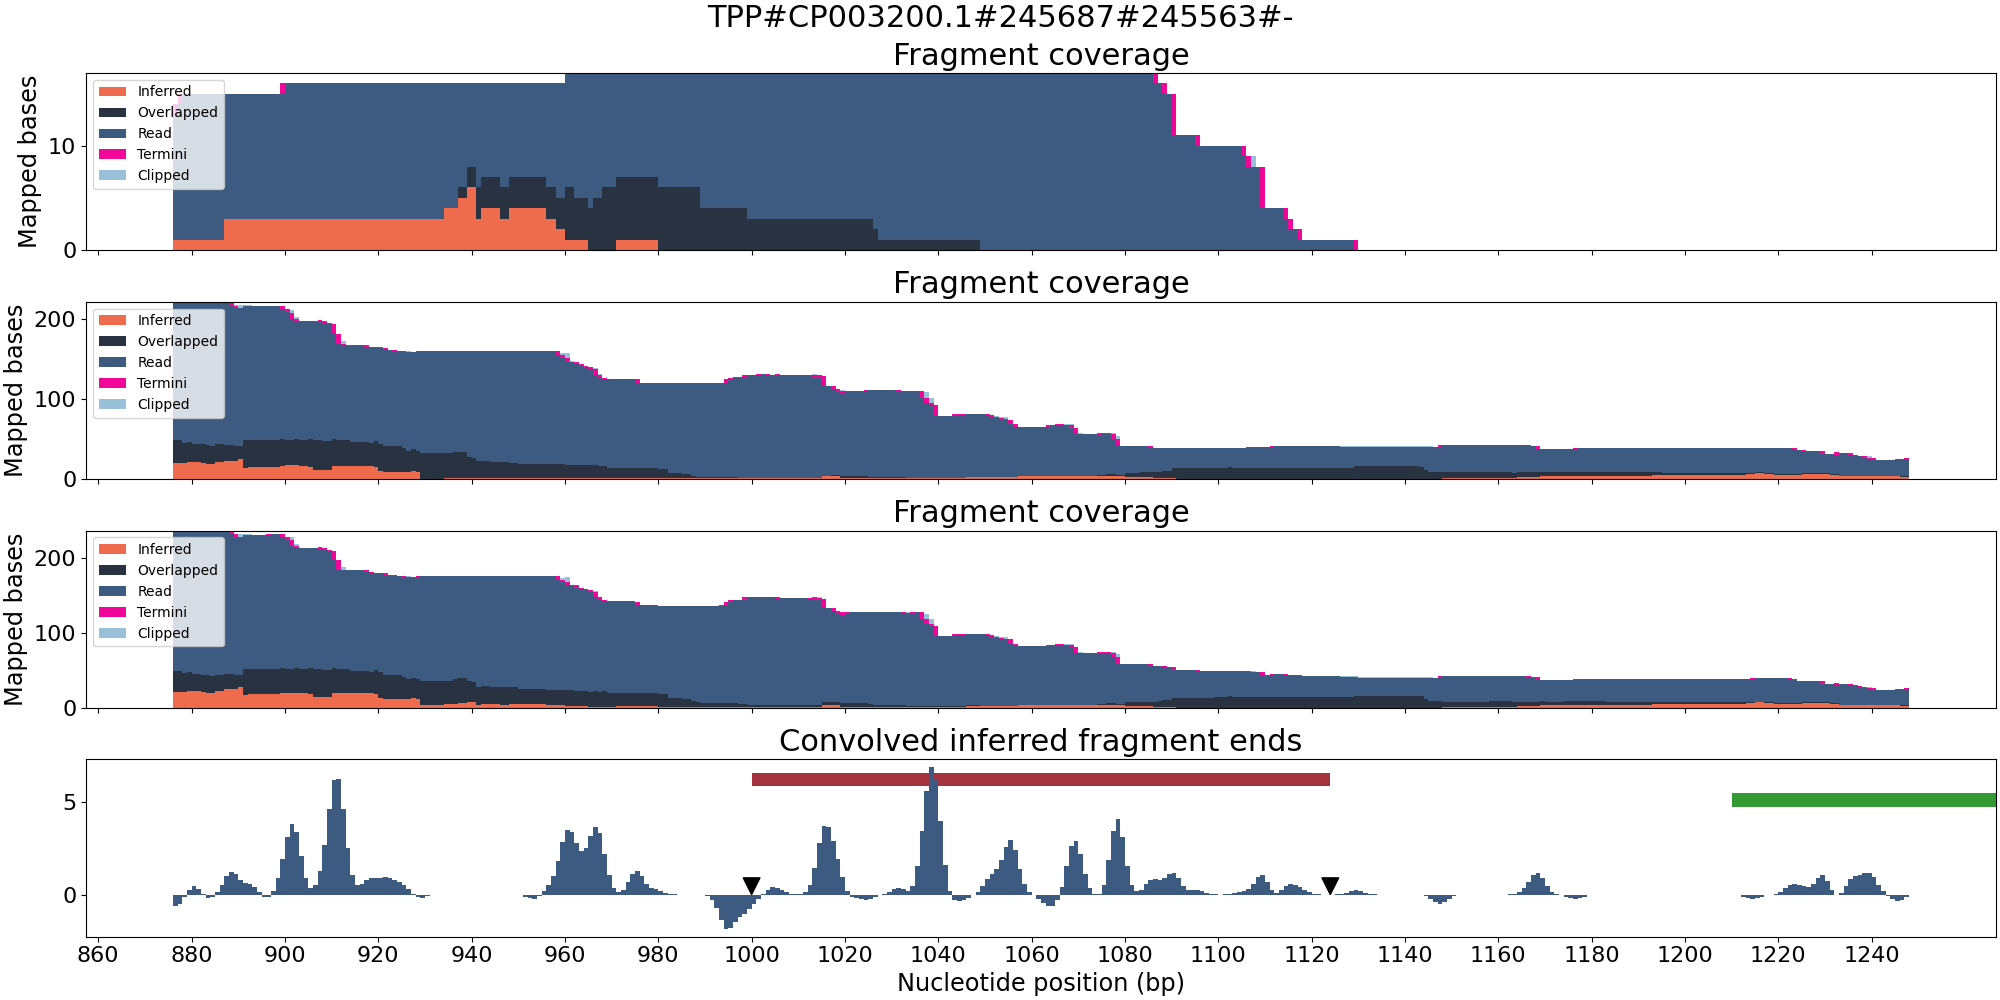 TPP#CP003200.1#245687#245563#-
Fragment coverage
Mapped bases
10
0
Inferred
Overlapped
Read
Termini
Clipped
Fragment coverage
Mapped bases
200
100
0
Inferred
Overlapped
Read
Termini
Clipped
Fragment coverage
Mapped bases
200
100
0
Inferred
Overlapped
Read
Termini
Clipped
Convolved inferred fragment ends
5
0
860 880 900 920 940 960 980 1000 1020 1040 1060 1080 1100 1120 1140 1160 1180 1200 1220 1240
Nucleotide position (bp)